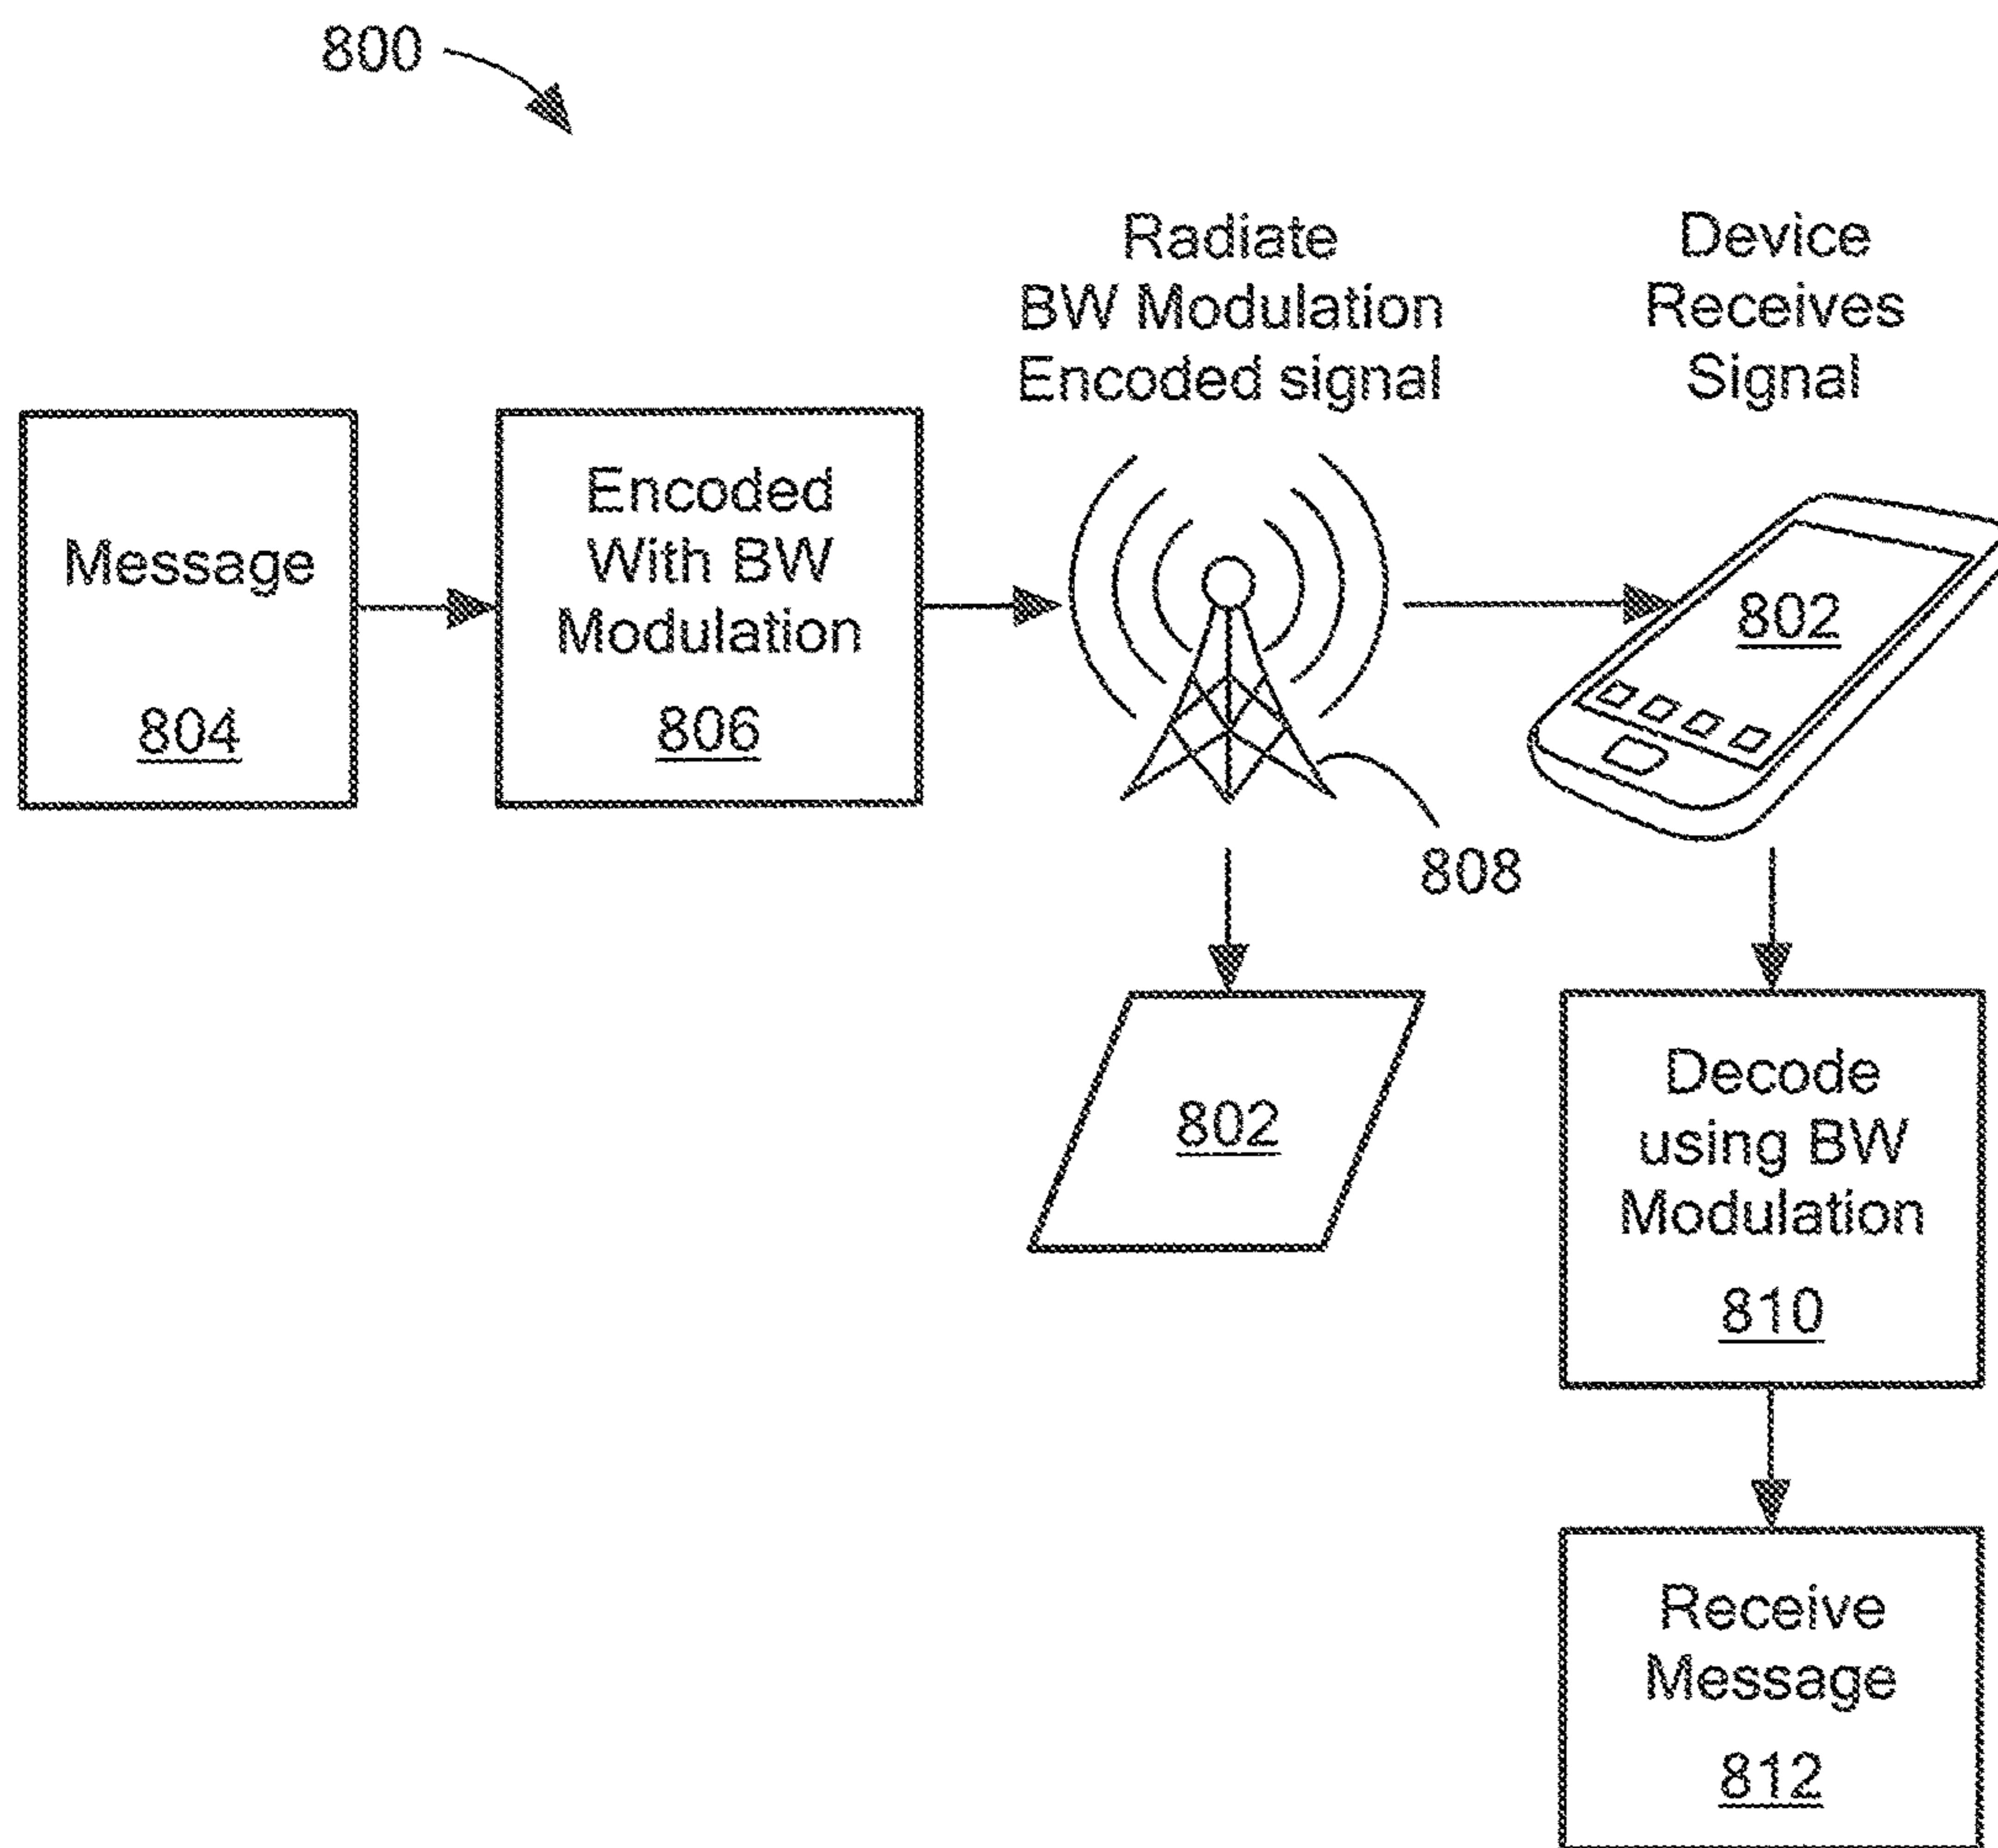 800
Radiate
BW Modulation
Encoded signal
Device
Receives
Signal
Message
804
Encoded
With BW
Modulation
806
802
808
802
Decode
using BW
Modulation
810
Receive
Message
812